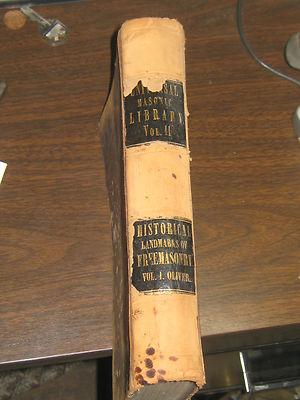 UNIVERSAL
MASONIC
LIBRARY
VOL. II
HISTORICAL
LANDMARKS OF
FREEMASONRY
VOL. I. OLIVER.